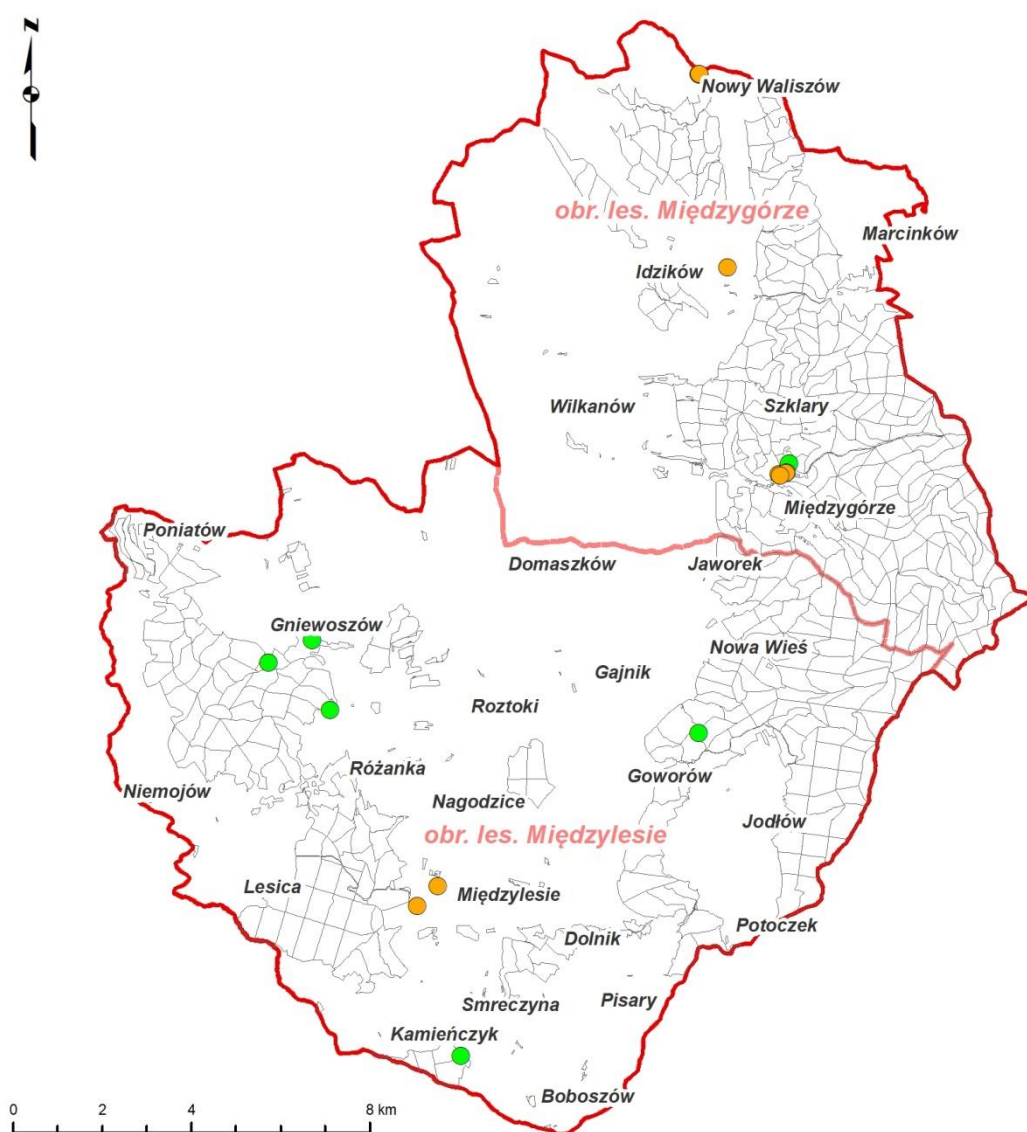 N
Nowy Waliszów
obr. les. Międzygórze
Marcinków
Idzików
Wilkanów
Szklary
Międzygórze
Poniatów
Domaszków
Jaworek
Gniewoszów
Nowa Wieś
Gajnik
Roztoki
Różanka
Goworów
Niemojów
Nagodzice
Jodłów
obr. les. Międzylesie
Lesica
Międzylesie
Potoczek
Dolnik
Smreczyna
Pisary
Kamieńczyk
Boboszów
0 2 4 8 km